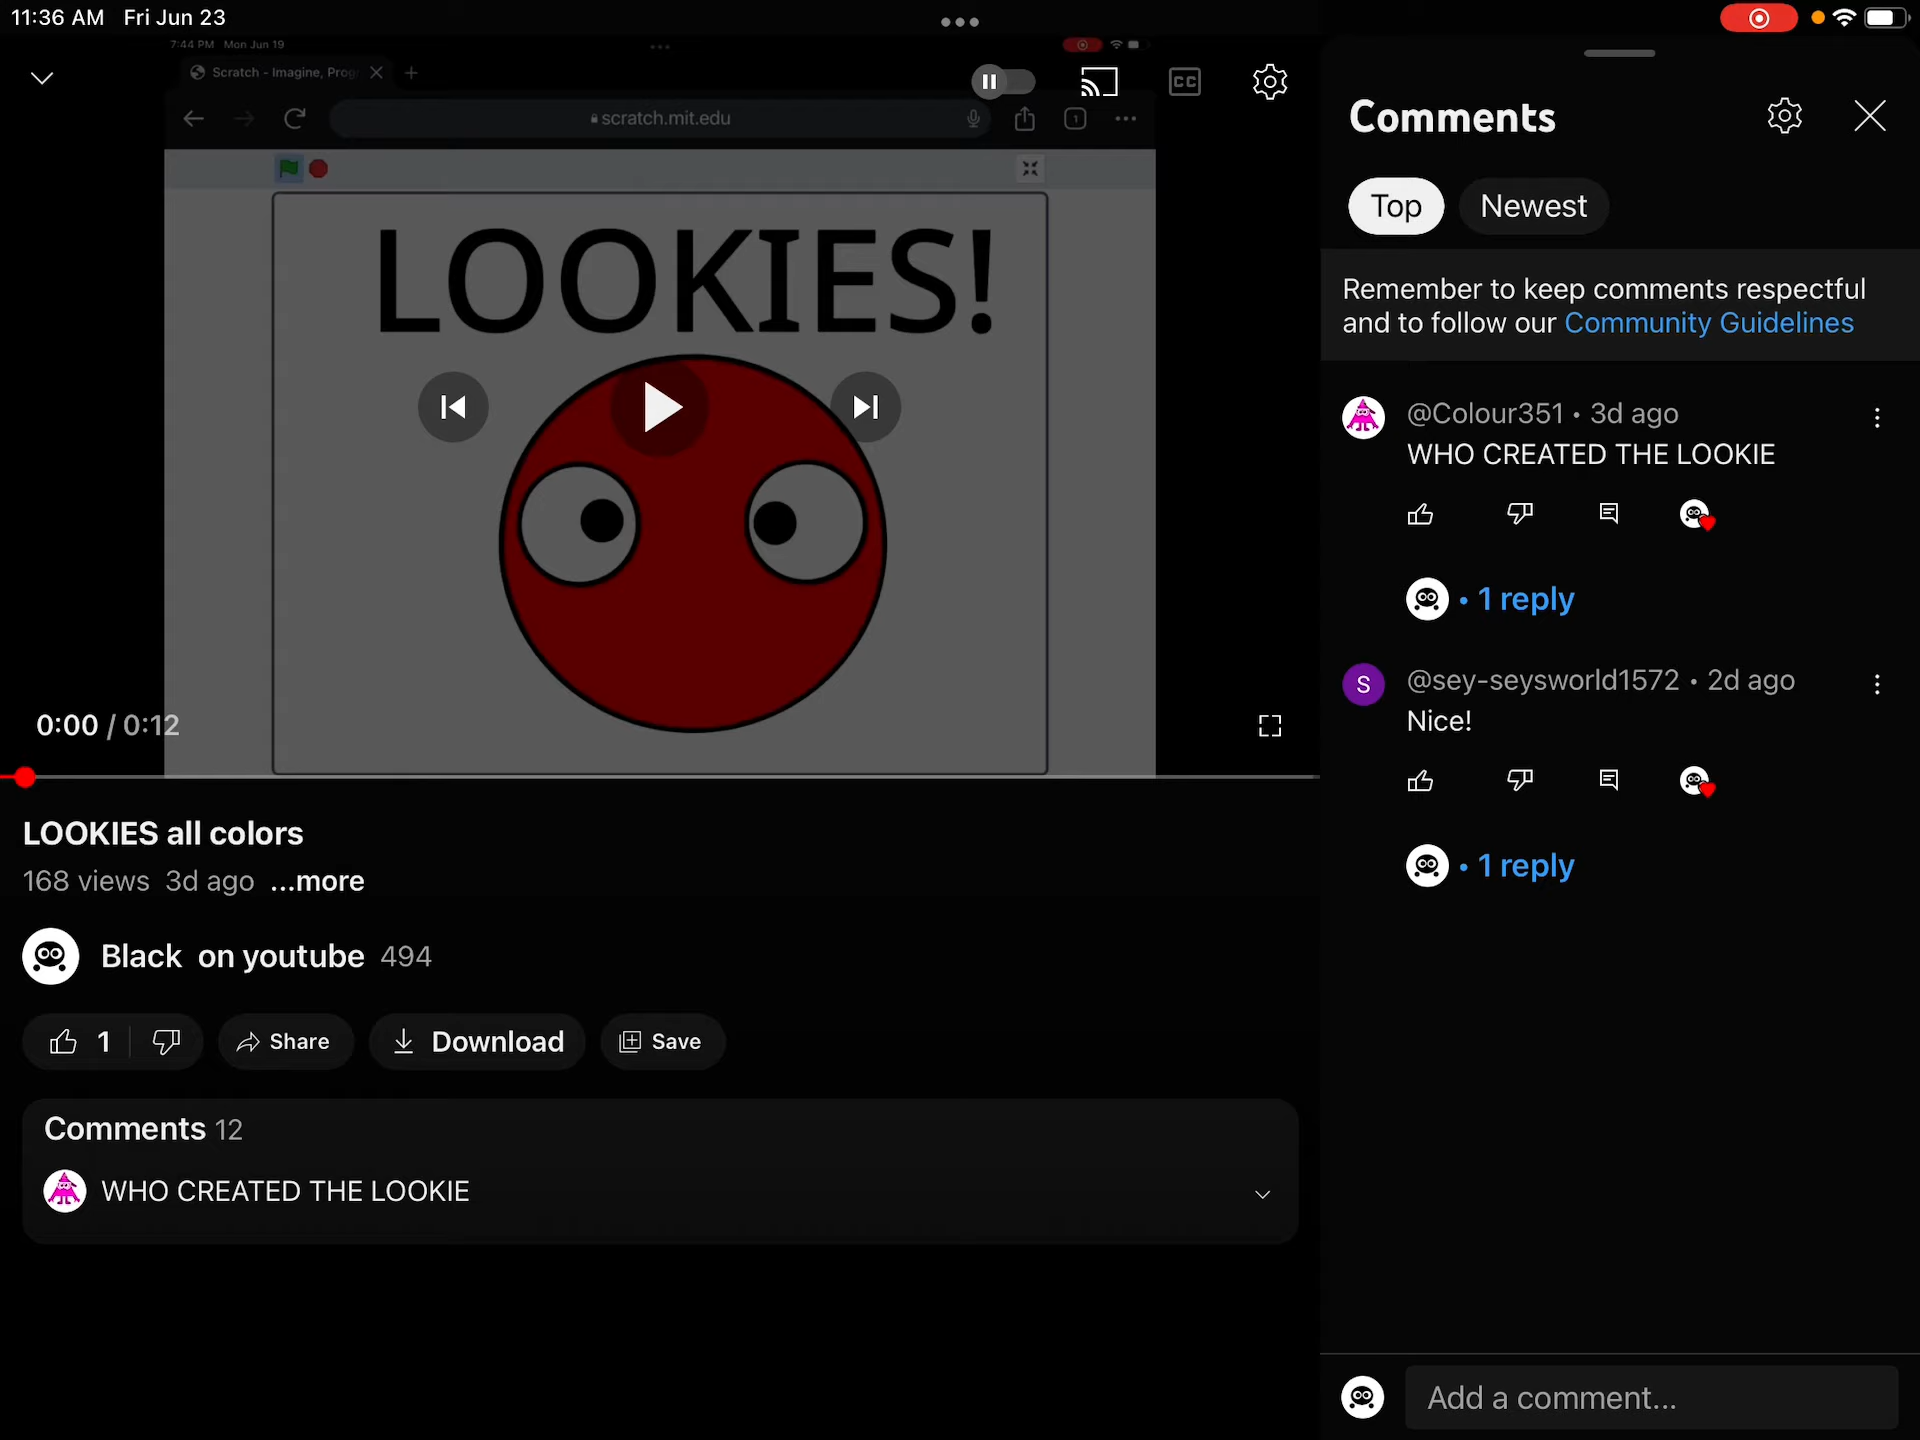 11:36 AM Fri Jun 23
7:44 PM Mon Jun 19
Scratch - Imagine, Prog
CC
scratch.mit.edu
1
LOOKIES!
0:00 / 0:12
LOOKIES all colors
168 views 3d ago ...more
Black on youtube 494
1
Share
Download
Save
Comments 12
WHO CREATED THE LOOKIE
Comments
Top
Newest
Remember to keep comments respectful
and to follow our Community Guidelines
@Colour351 • 3d ago
WHO CREATED THE LOOKIE
• 1 reply
S
@sey-seysworld1572 • 2d ago
Nice!
• 1 reply
Add a comment...